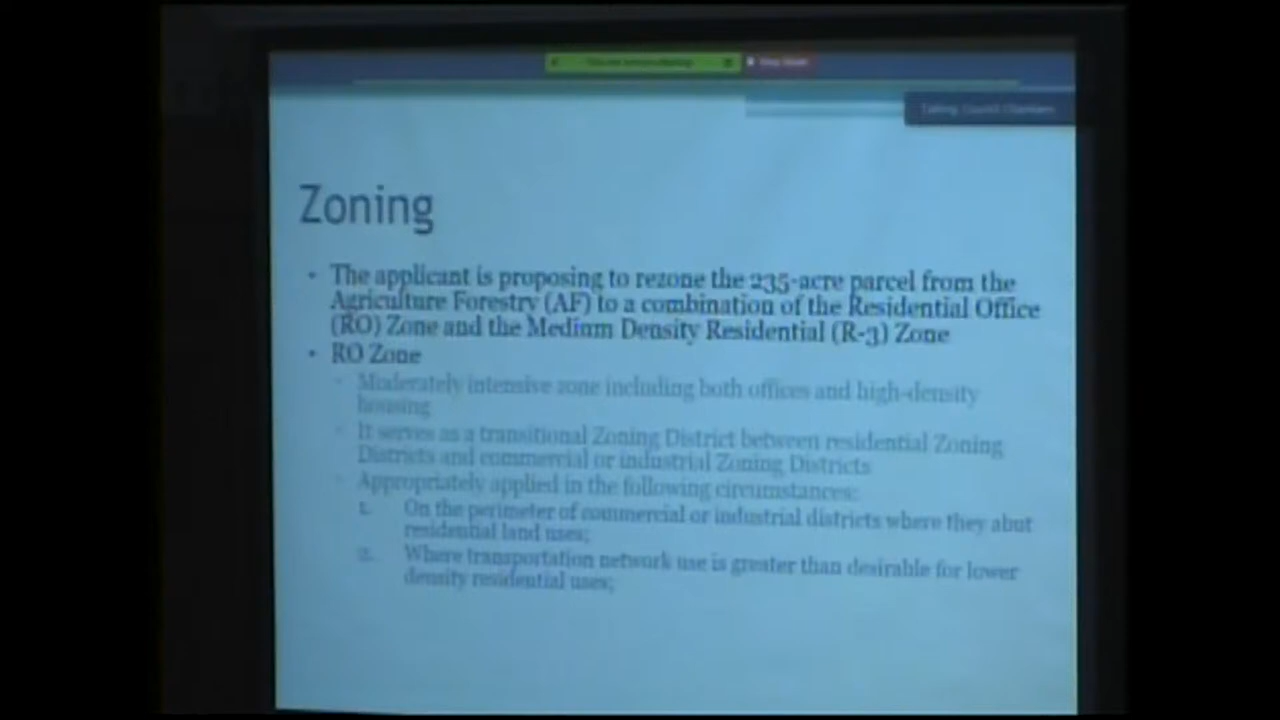 Talking: Council Chambers
Zoning
• The applicant is proposing to rezone the 235-acre parcel from the
Agriculture Forestry (AF) to a combination of the Residential Office
(RO) Zone and the Medium Density Residential (R-3) Zone
• RO Zone
Moderately intensive zone including both offices and high-density
housing
It serves as a transitional Zoning District between residential Zoning
Districts and commercial or industrial Zoning Districts
Appropriately applied in the following circumstances:
1. On the perimeter of commercial or industrial districts where they abut
residential land uses;
2. Where transportation network use is greater than desirable for lower
density residential uses;